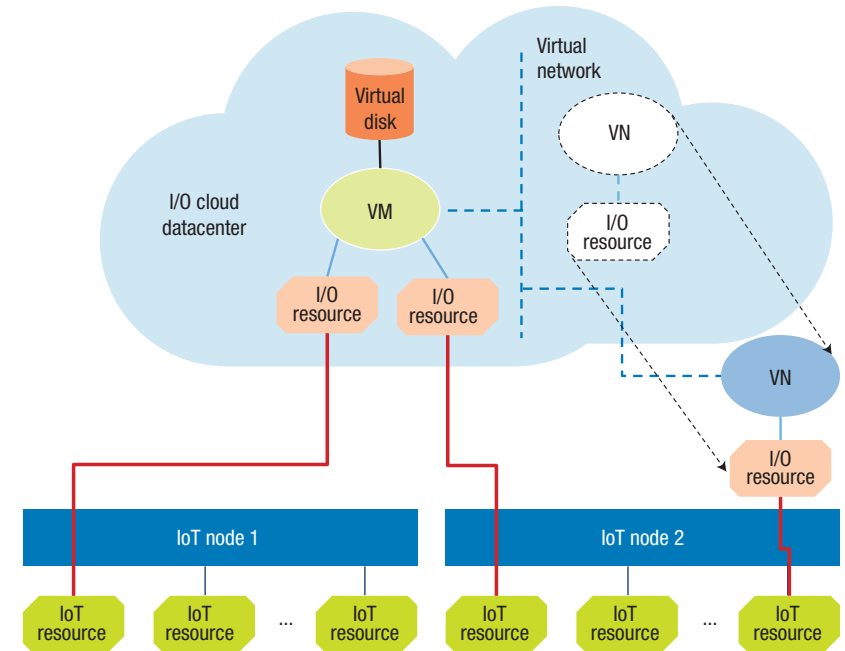 Virtual
network
Virtual
disk
VN
I/O cloud
datacenter
VM
I/O
resource
I/O
resource
I/O
resource
VN
I/O
resource
IoT node 1
IoT node 2
IoT
resource
IoT
resource
...
IoT
resource
IoT
resource
IoT
resource
...
IoT
resource